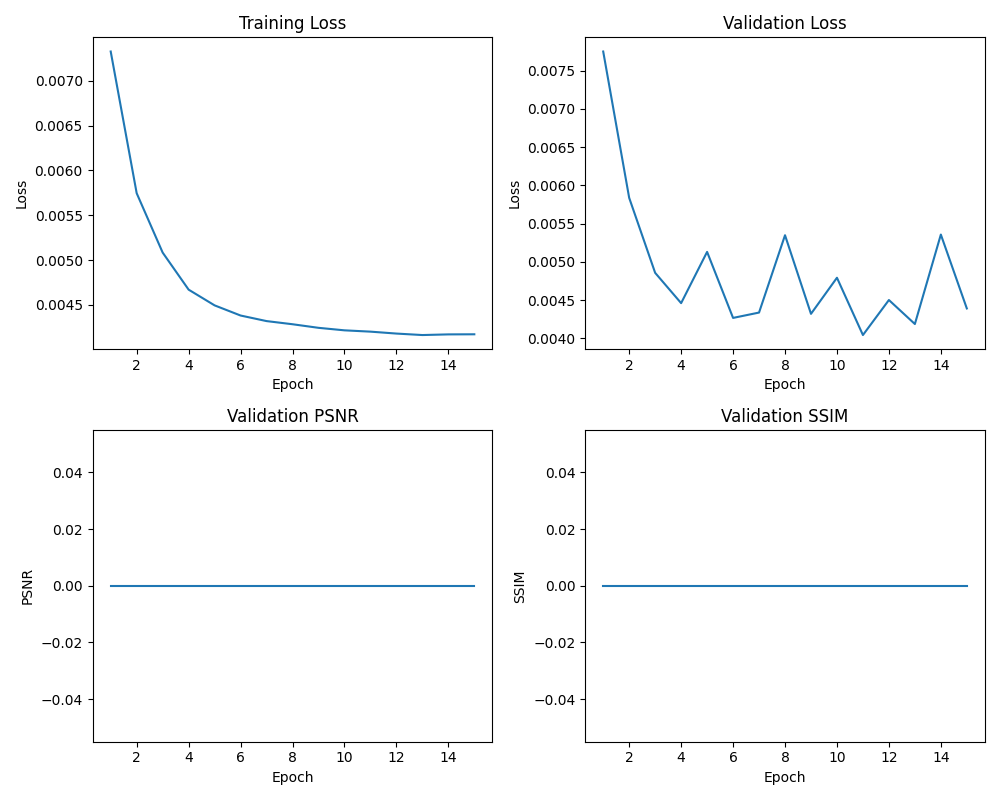 Training Loss
Loss
0.0070
0.0065
0.0060
0.0055
0.0050
0.0045
2 4 6 8 10 12 14
Epoch
Validation Loss
Loss
0.0075
0.0070
0.0065
0.0060
0.0055
0.0050
0.0045
0.0040
2 4 6 8 10 12 14
Epoch
Validation PSNR
PSNR
0.04
0.02
0.00
−0.02
−0.04
2 4 6 8 10 12 14
Epoch
Validation SSIM
SSIM
0.04
0.02
0.00
−0.02
−0.04
2 4 6 8 10 12 14
Epoch